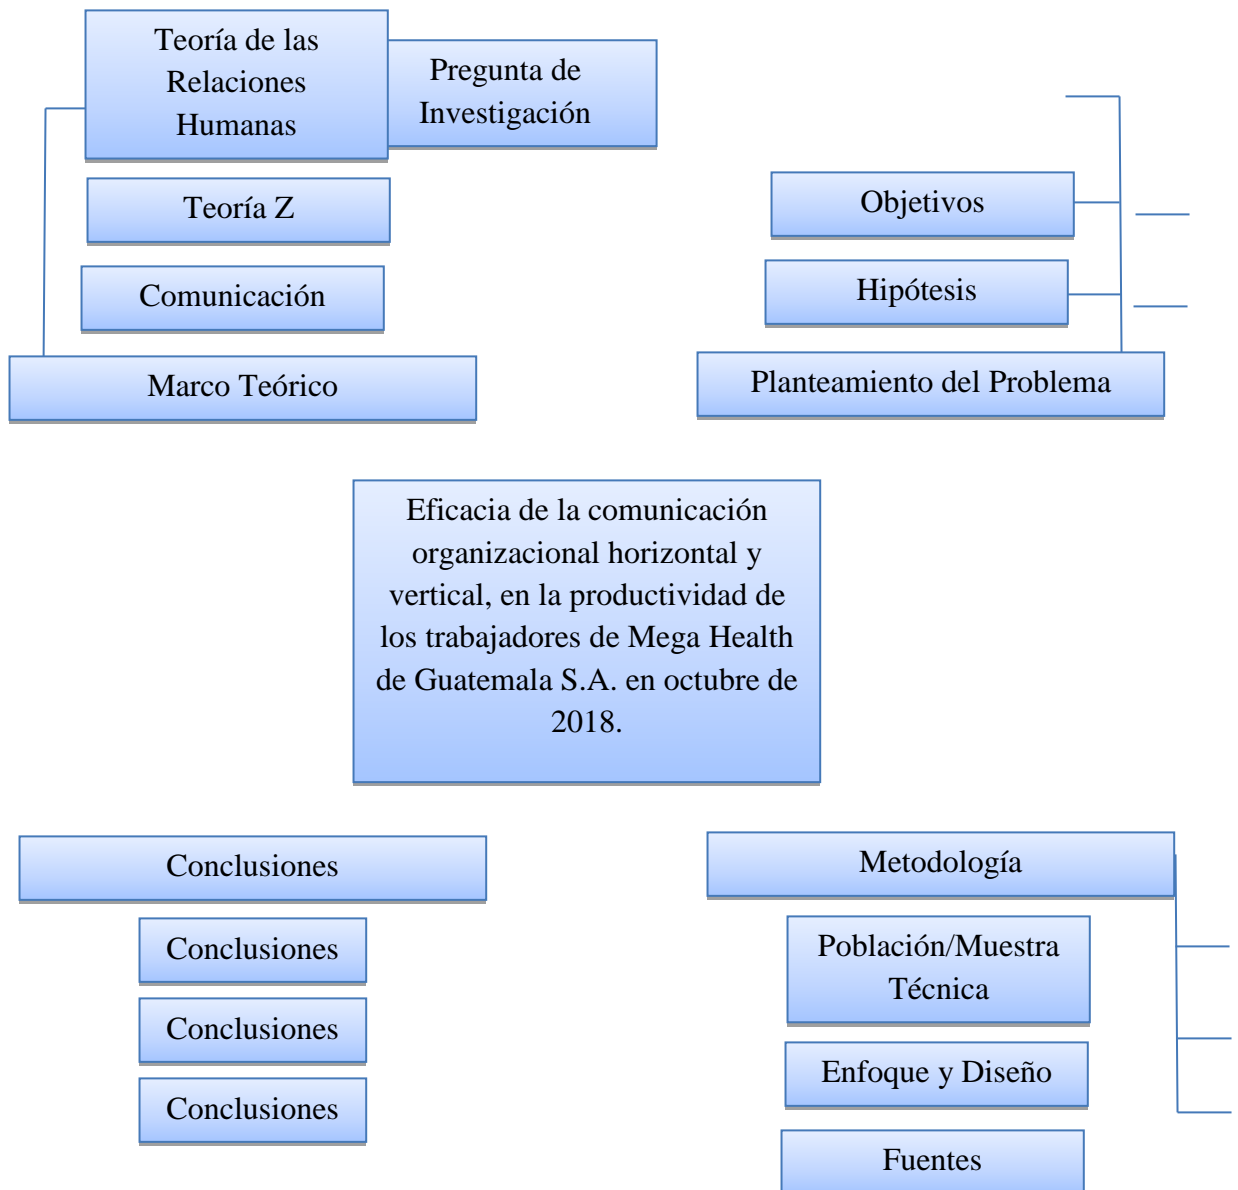 Teoría de las
Relaciones
Humanas
Pregunta de
Investigación
Teoría Z
Objetivos
Comunicación
Hipótesis
Marco Teórico
Planteamiento del Problema
Eficacia de la comunicación
organizacional horizontal y
vertical, en la productividad de
los trabajadores de Mega Health
de Guatemala S.A. en octubre de
2018.
Conclusiones
Conclusiones
Conclusiones
Conclusiones
Metodología
Población/Muestra
Técnica
Enfoque y Diseño
Fuentes